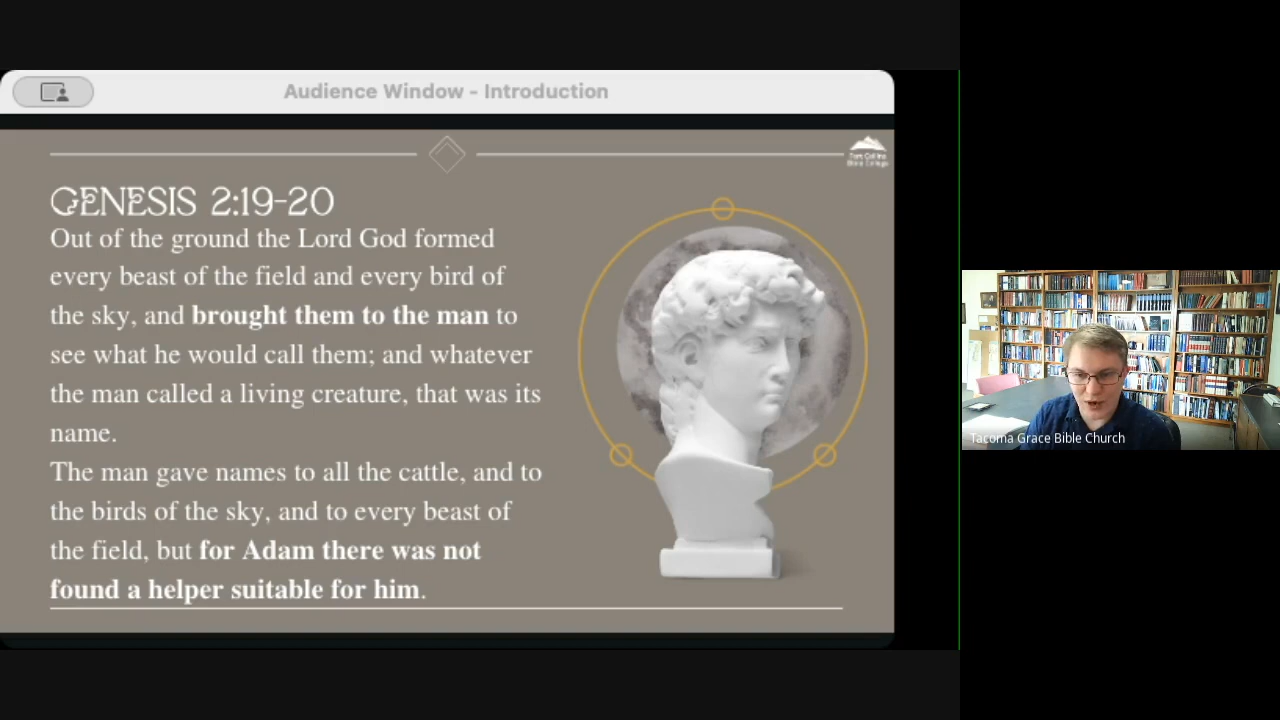 Audience Window - Introduction
Fort Collins
Bible College
GENESIS 2:19-20
Out of the ground the Lord God formed
every beast of the field and every bird of
the sky, and brought them to the man to
see what he would call them; and whatever
the man called a living creature, that was its
name.
The man gave names to all the cattle, and to
the birds of the sky, and to every beast of
the field, but for Adam there was not
found a helper suitable for him.
Tacoma Grace Bible Church